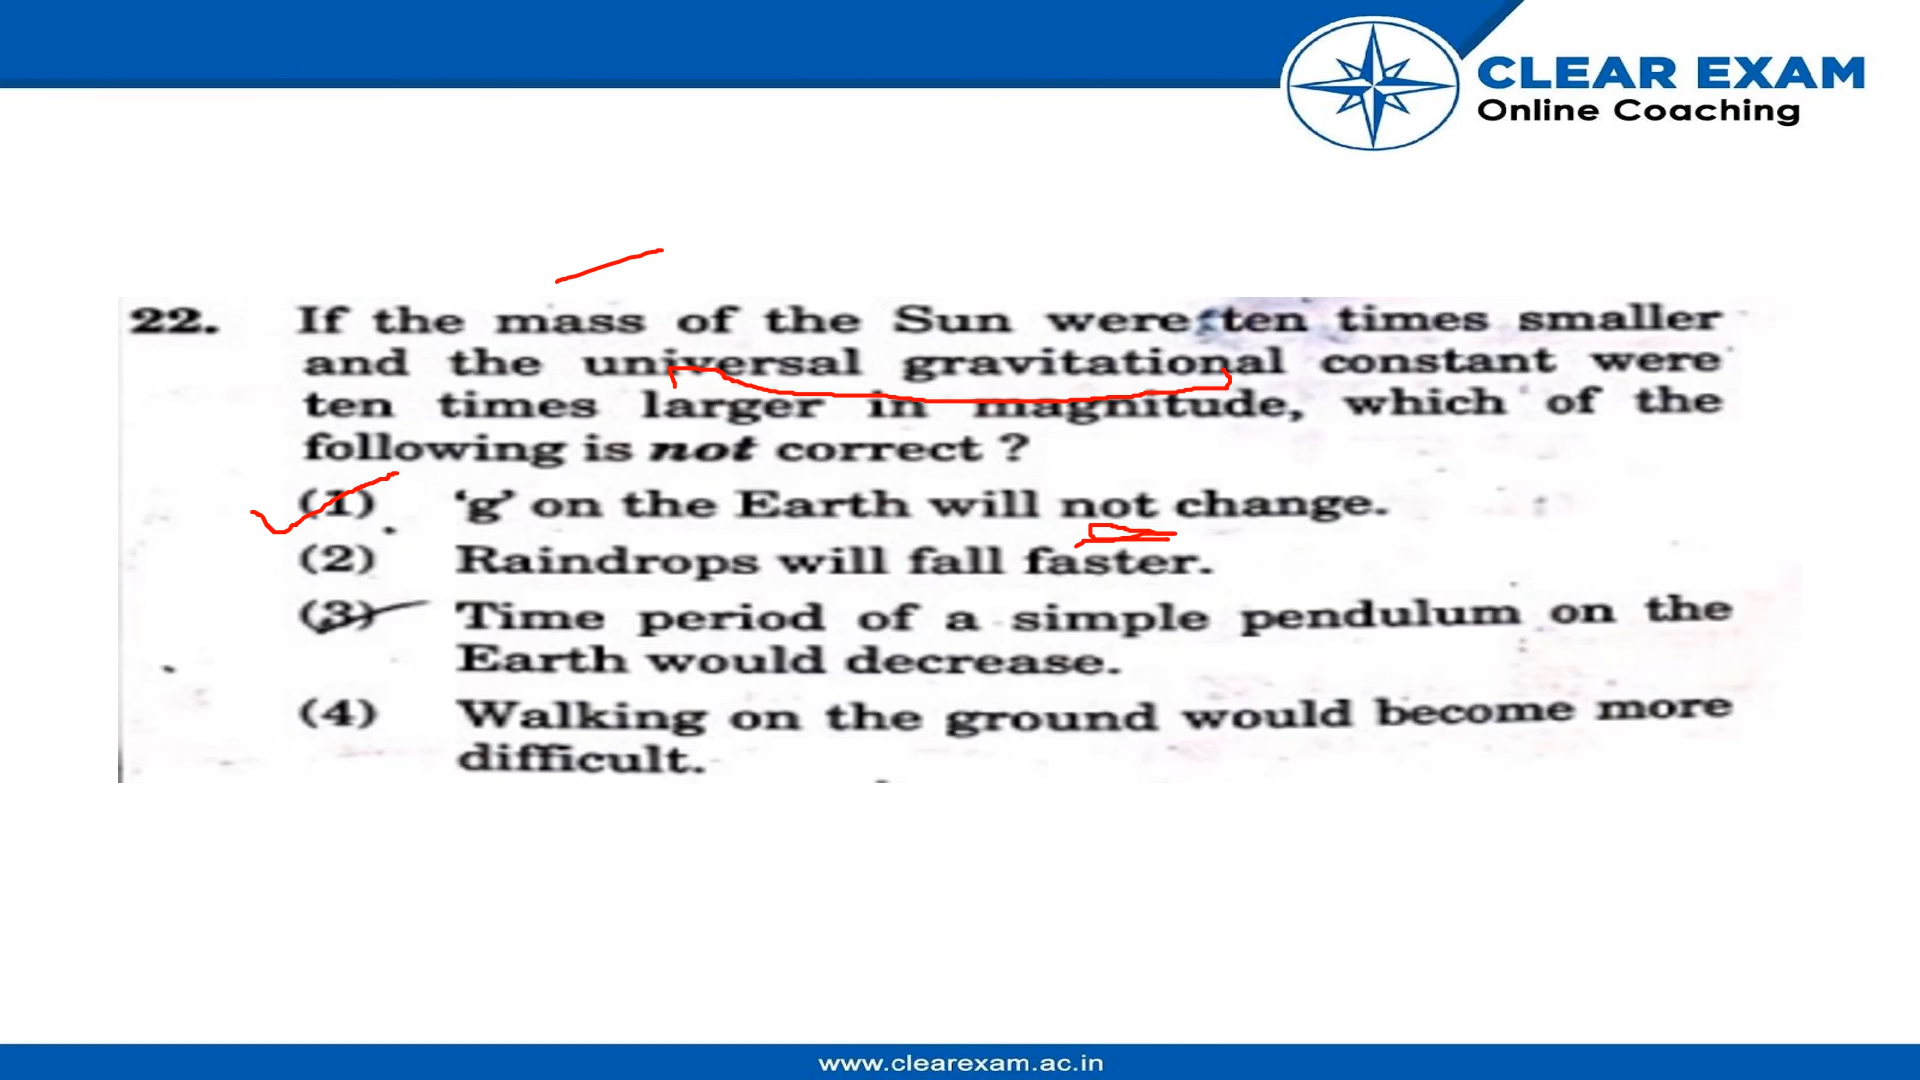 CLEAR EXAM
Online Coaching
22. If the mass of the Sun were ten times smaller
and the universal gravitational constant were
ten times larger in magnitude, which of the
following is not correct ?
(1) 'g' on the Earth will not change.
(2) Raindrops will fall faster.
(3) Time period of a simple pendulum on the
Earth would decrease.
(4) Walking on the ground would become more
difficult.
www.clearexam.ac.in